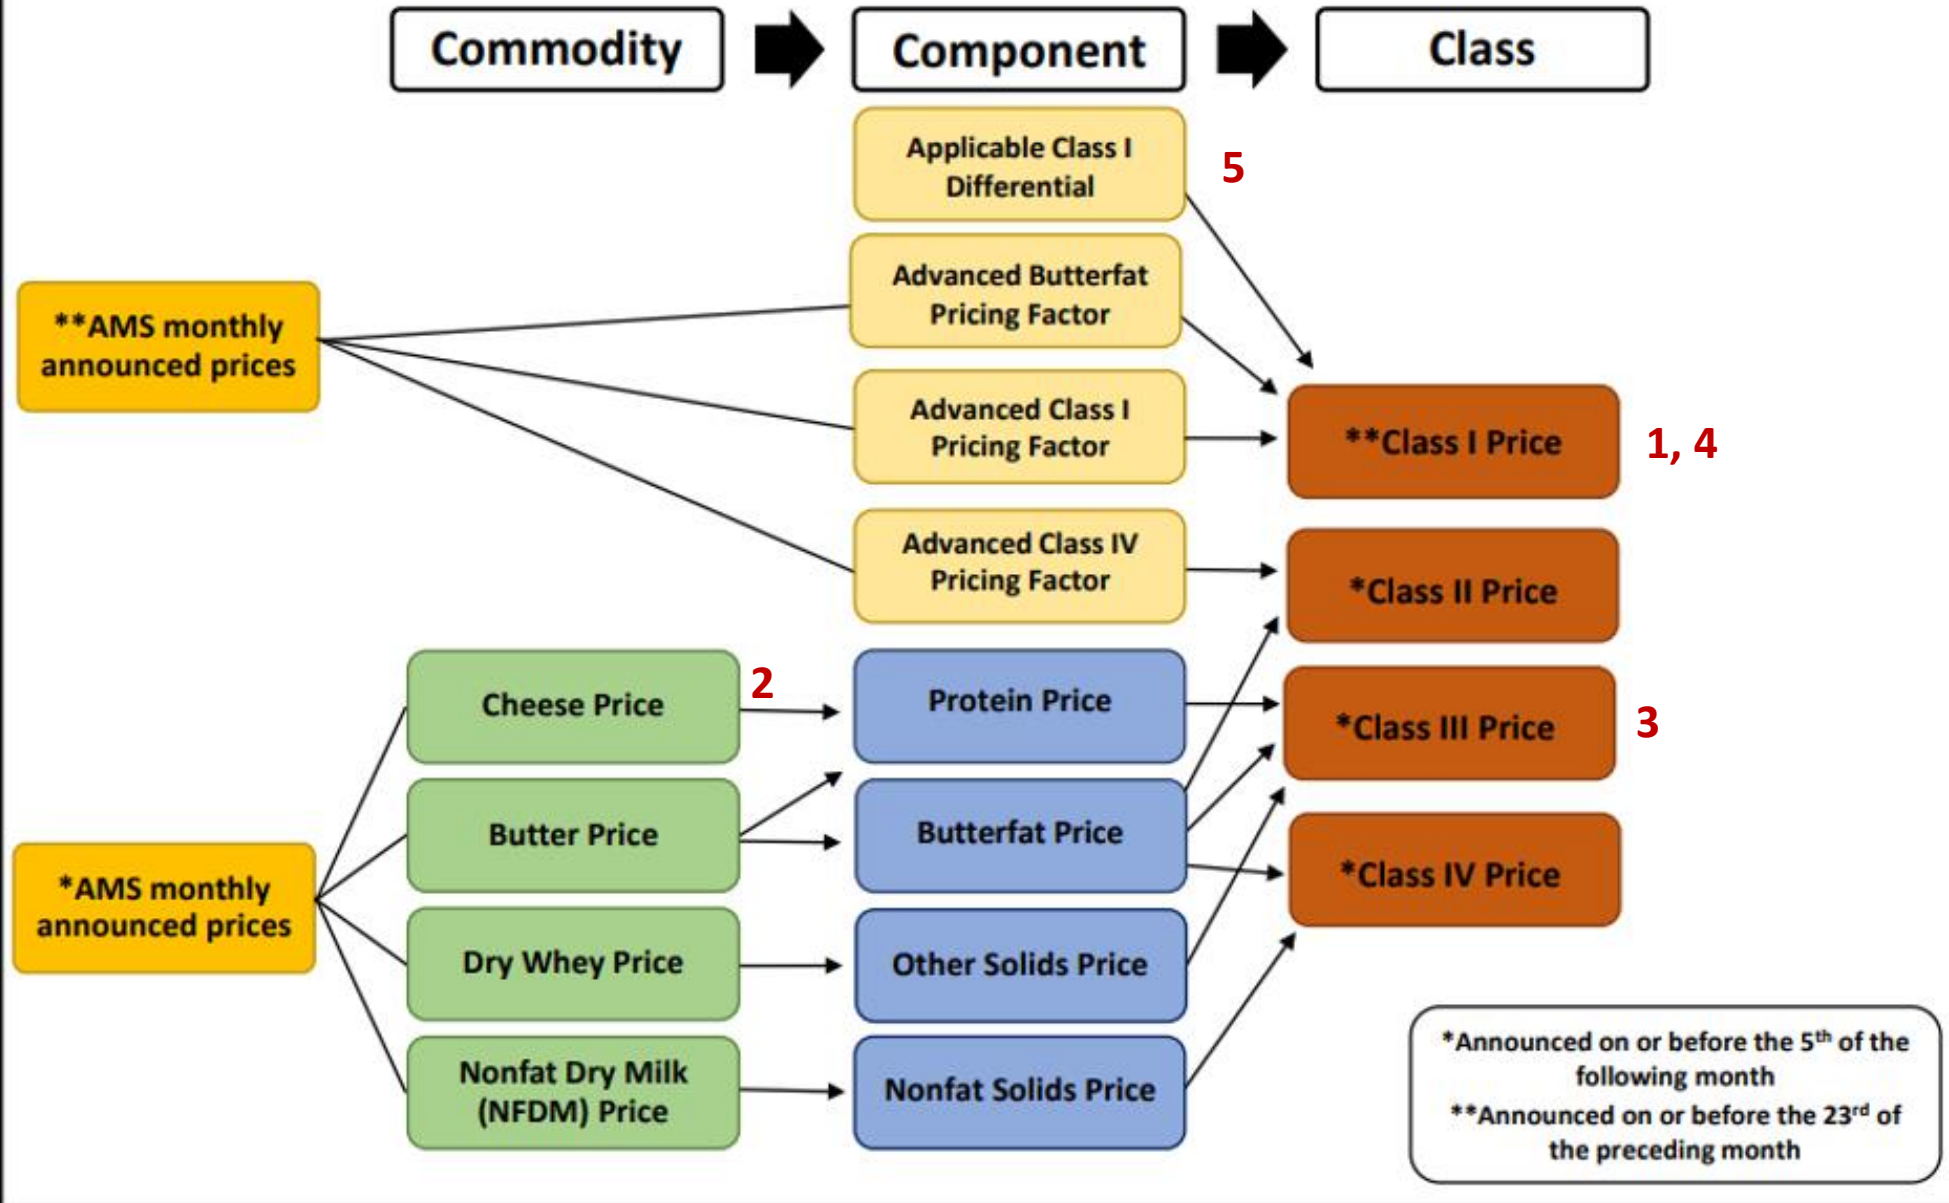 Commodity
Component
Class
Applicable Class I
Differential
5
Advanced Butterfat
Pricing Factor
**AMS monthly
announced prices
Advanced Class I
Pricing Factor
**Class I Price
1, 4
Advanced Class IV
Pricing Factor
*Class II Price
Cheese Price
2
Protein Price
*Class III Price
3
Butter Price
Butterfat Price
*Class IV Price
*AMS monthly
announced prices
Dry Whey Price
Other Solids Price
Nonfat Dry Milk
(NFDM) Price
Nonfat Solids Price
*Announced on or before the 5th of the
following month
**Announced on or before the 23rd of
the preceding month